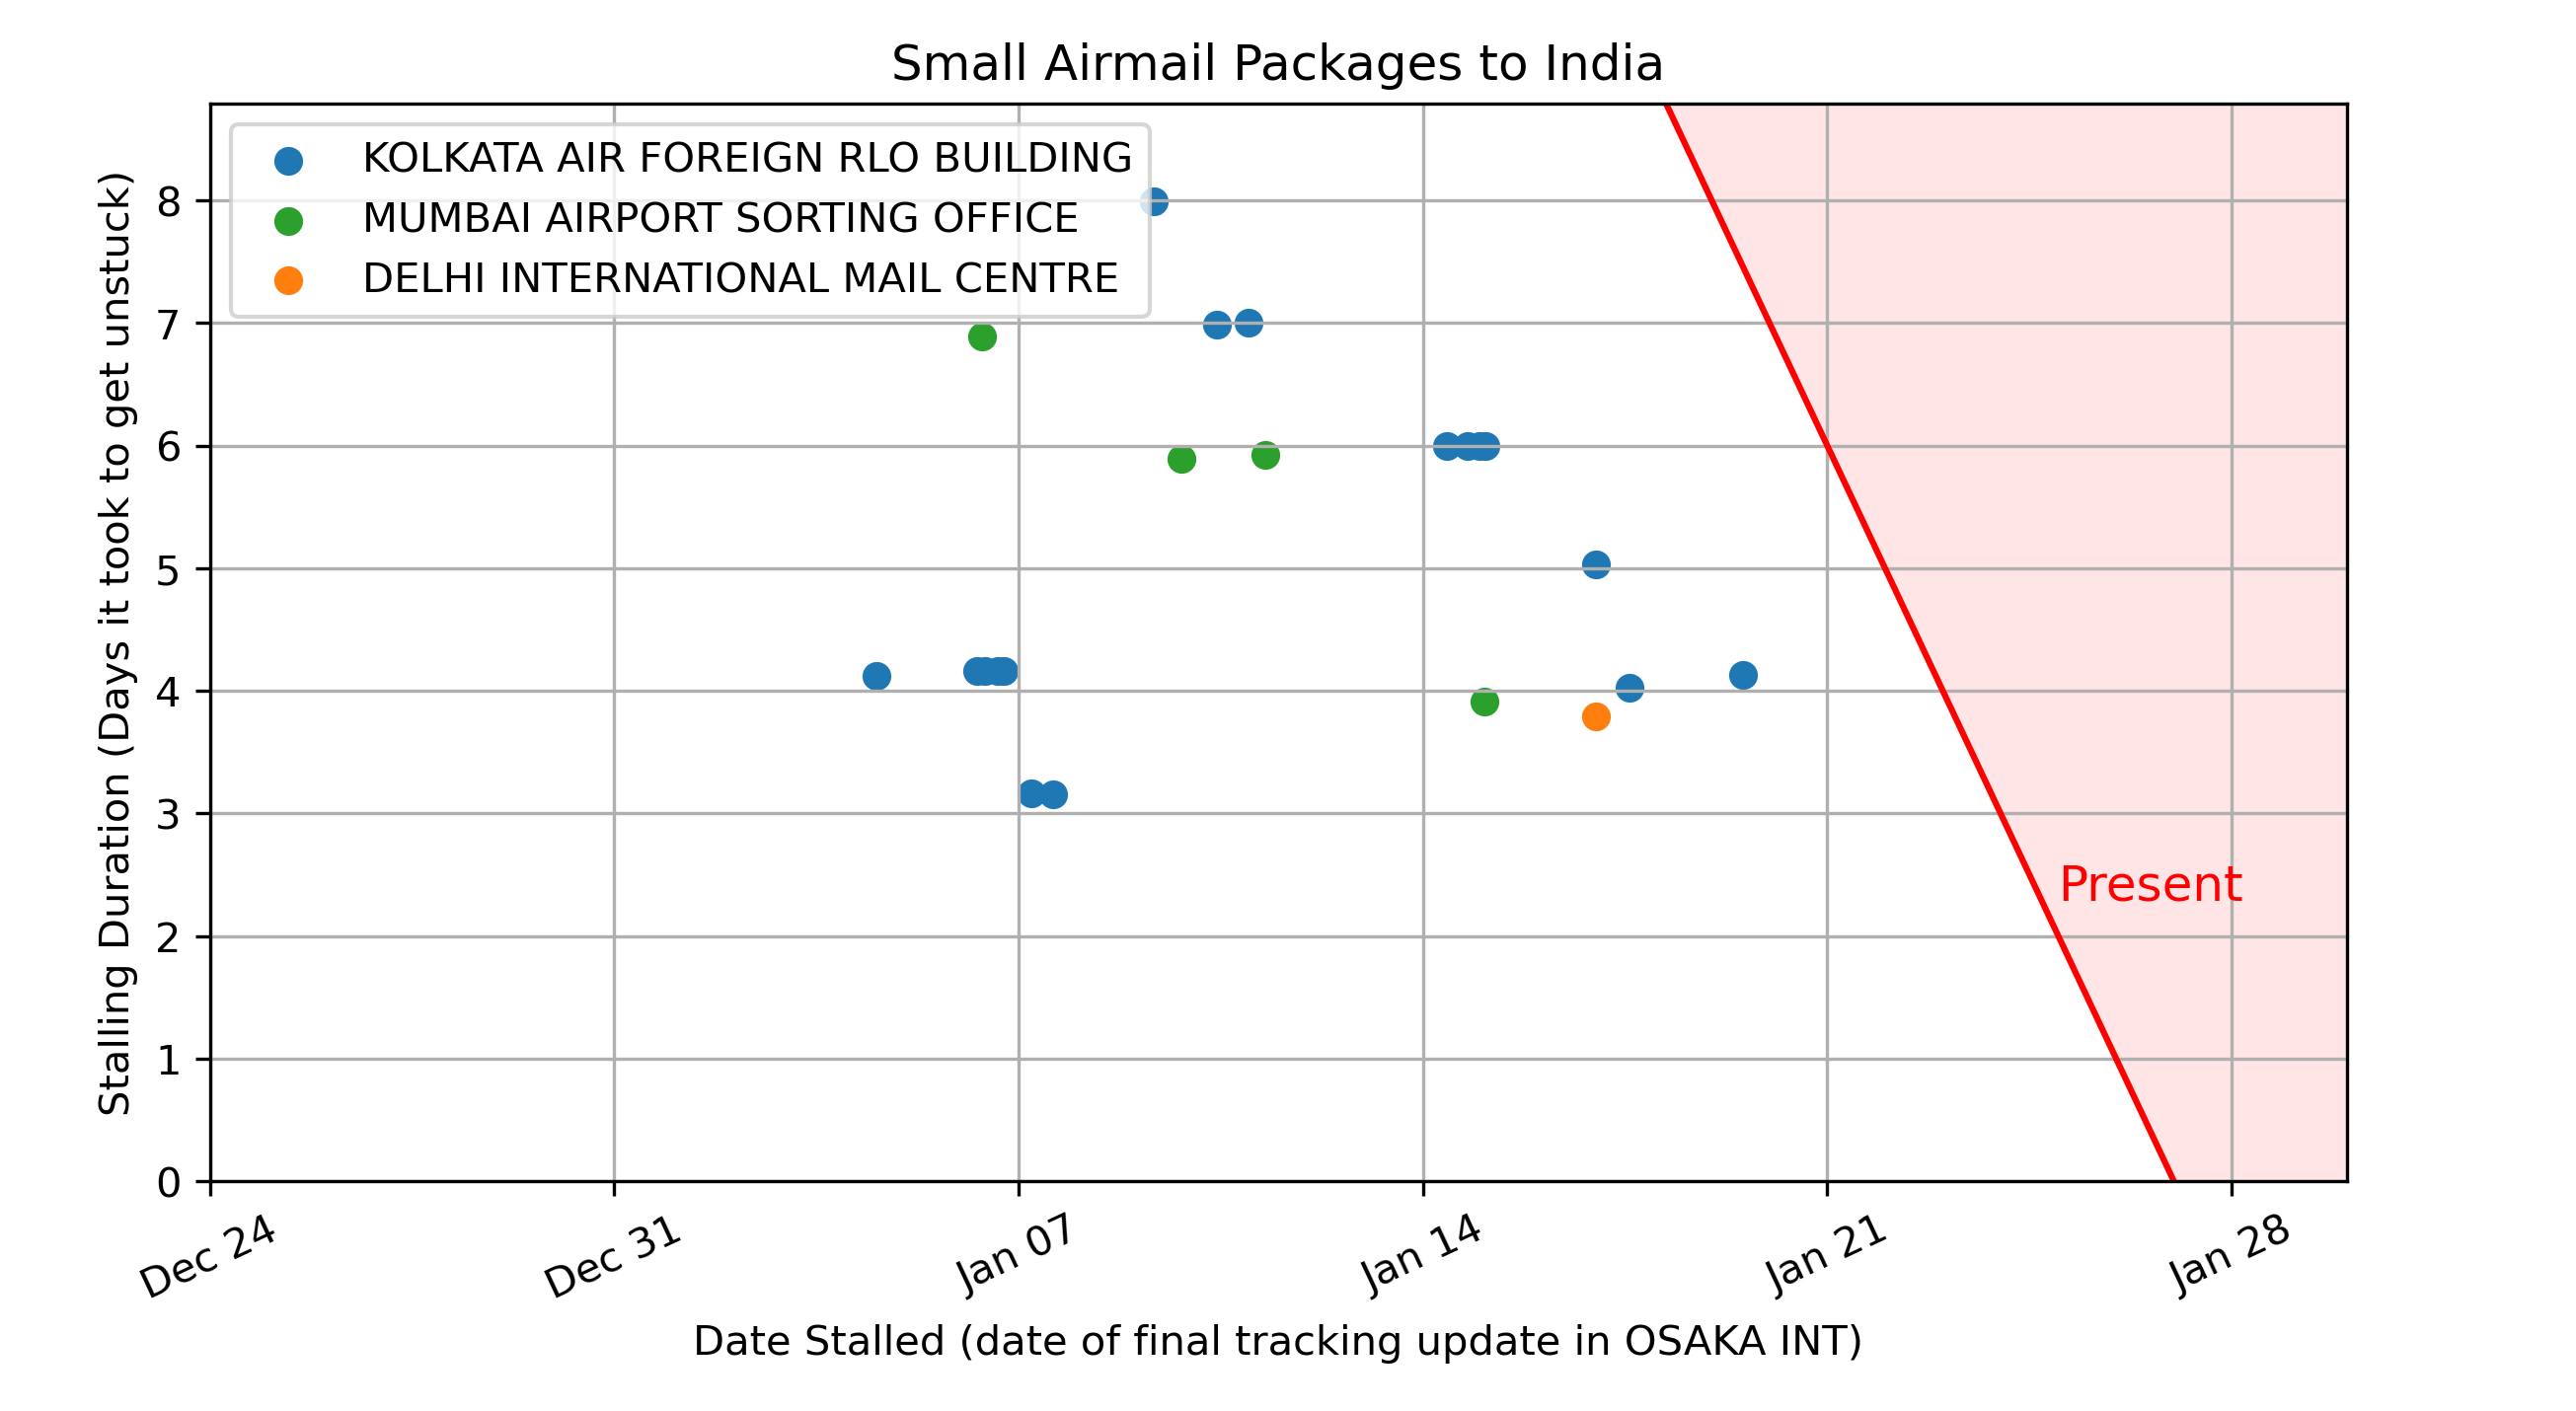 Small Airmail Packages to India
KOLKATA AIR FOREIGN RLO BUILDING
MUMBAI AIRPORT SORTING OFFICE
DELHI INTERNATIONAL MAIL CENTRE
Stalling Duration (Days it took to get unstuck)
8
7
6
5
4
3
2
1
0
Present
Dec 24
Dec 31
Jan 07
Jan 14
Jan 21
Jan 28
Date Stalled (date of final tracking update in OSAKA INT)